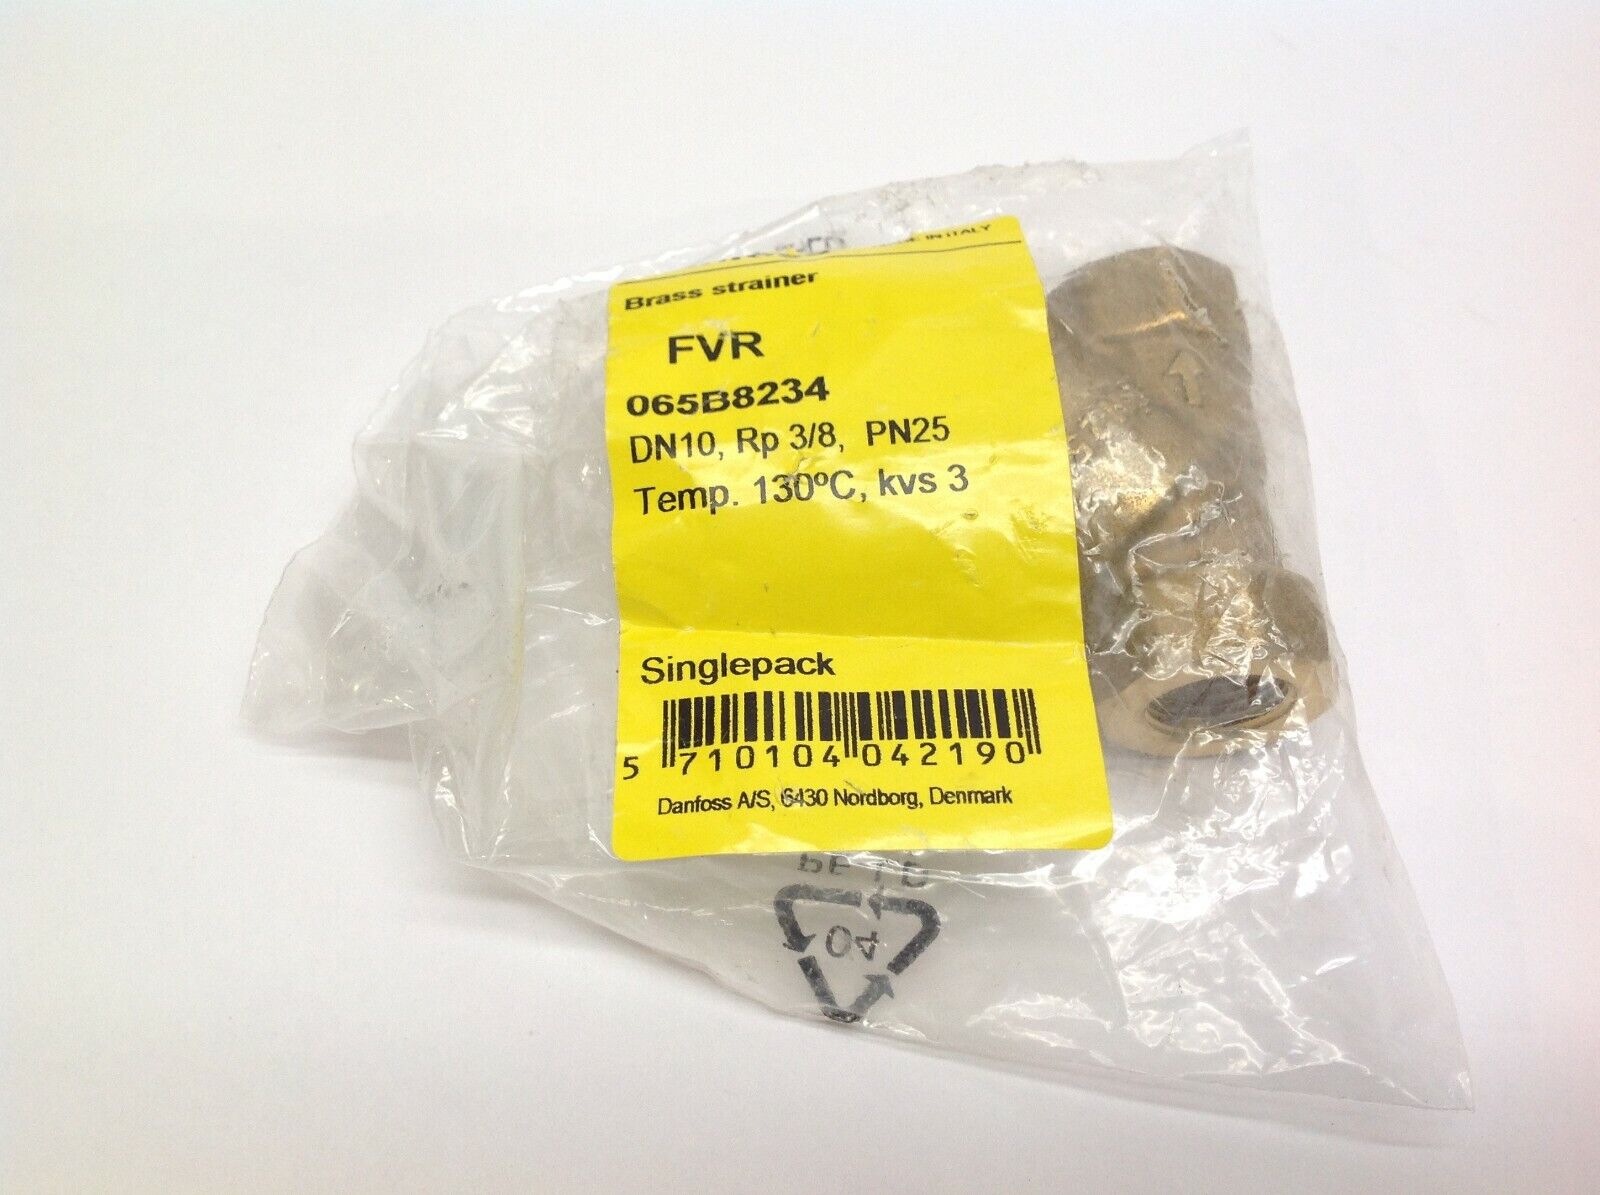 IN ITALY
Brass strainer
FVR
065B8234
DN10, Rp 3/8, PN25
Temp. 130ºC, kvs 3
Singlepack
5 710104 042190
Danfoss A/S, 6430 Nordborg, Denmark
04